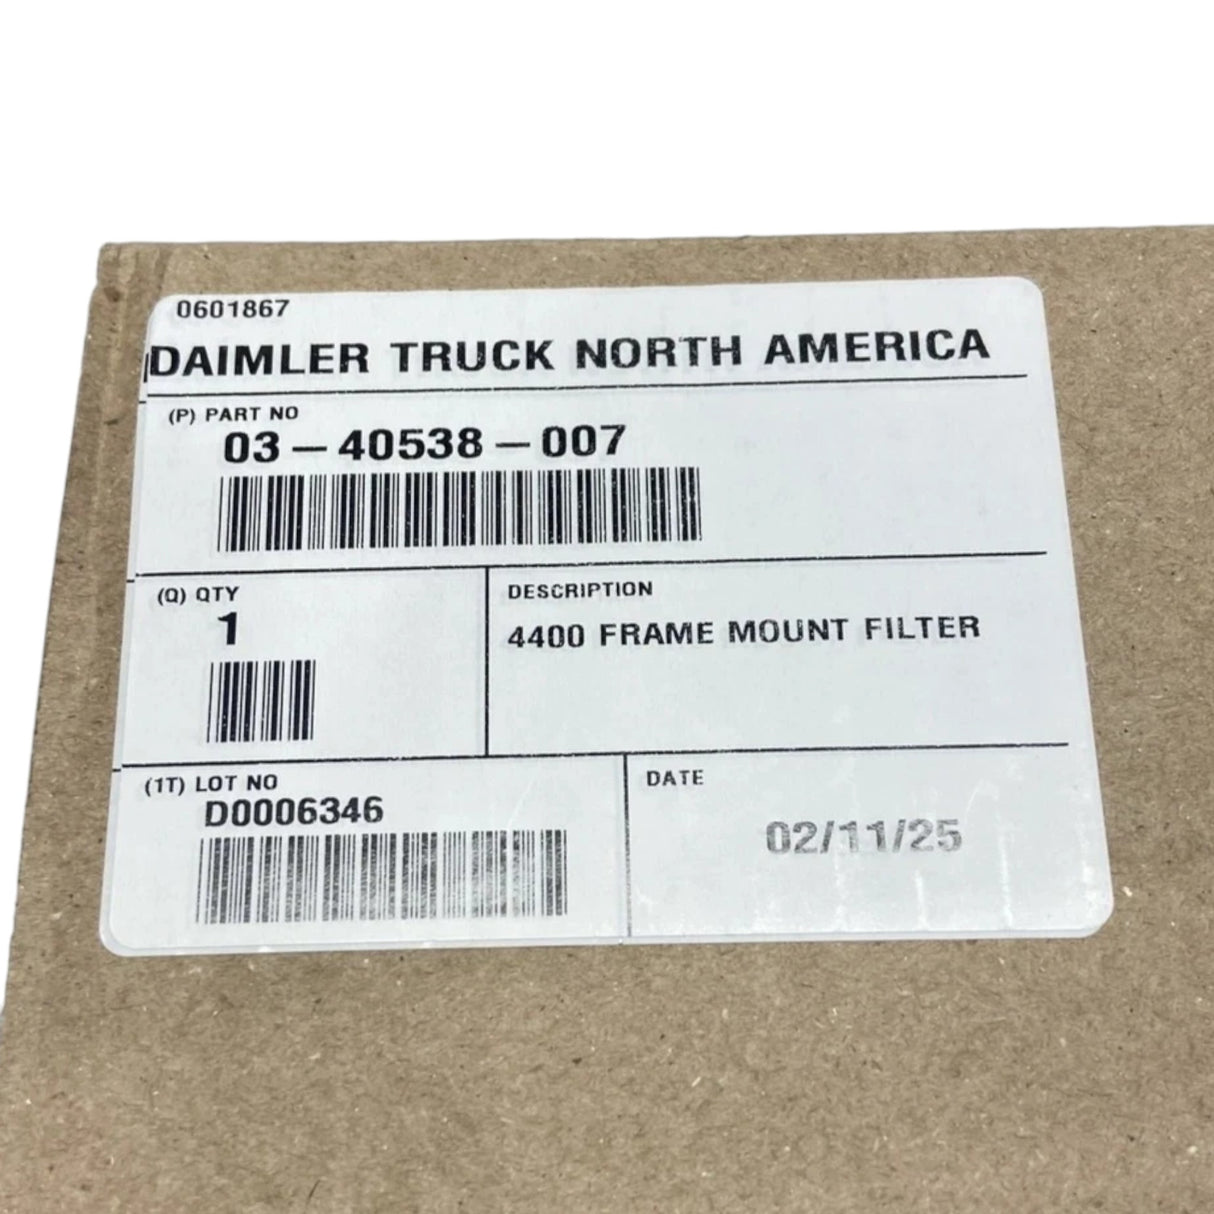 0601867
DAIMLER TRUCK NORTH AMERICA
(P) PART NO
03-40538-007
(Q) QTY
1
DESCRIPTION
4400 FRAME MOUNT FILTER
(1T) LOT NO
D0006346
DATE
02/11/25